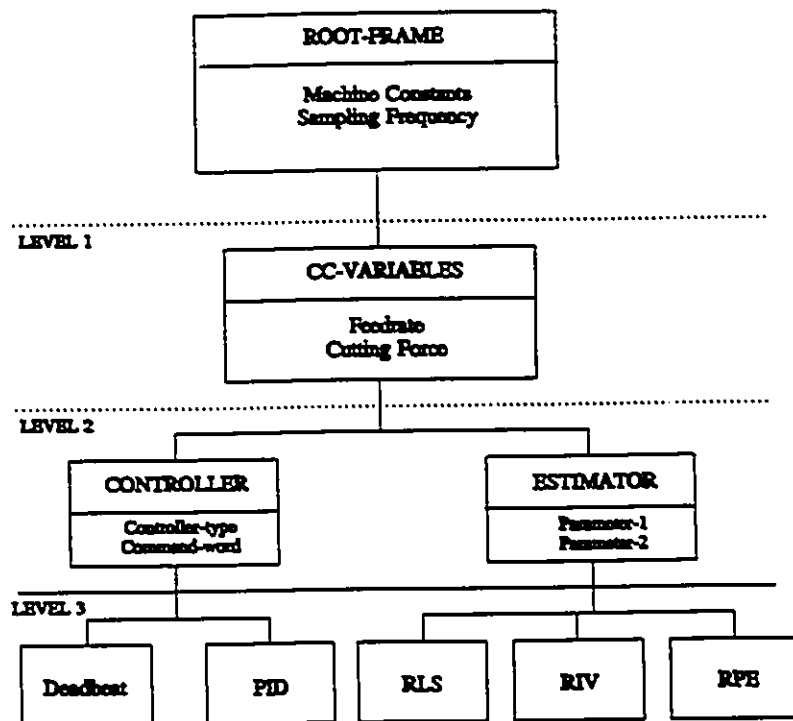 ROOT-FRAME
Machine Constants
Sampling Frequency
LEVEL 1
CC-VARIABLES
Feedrate
Cutting Force
LEVEL 2
CONTROLLER
ESTIMATOR
Controller-type
Command-word
Parameter-1
Parameter-2
LEVEL 3
Deadbeat
PID
RLS
RIV
RPE